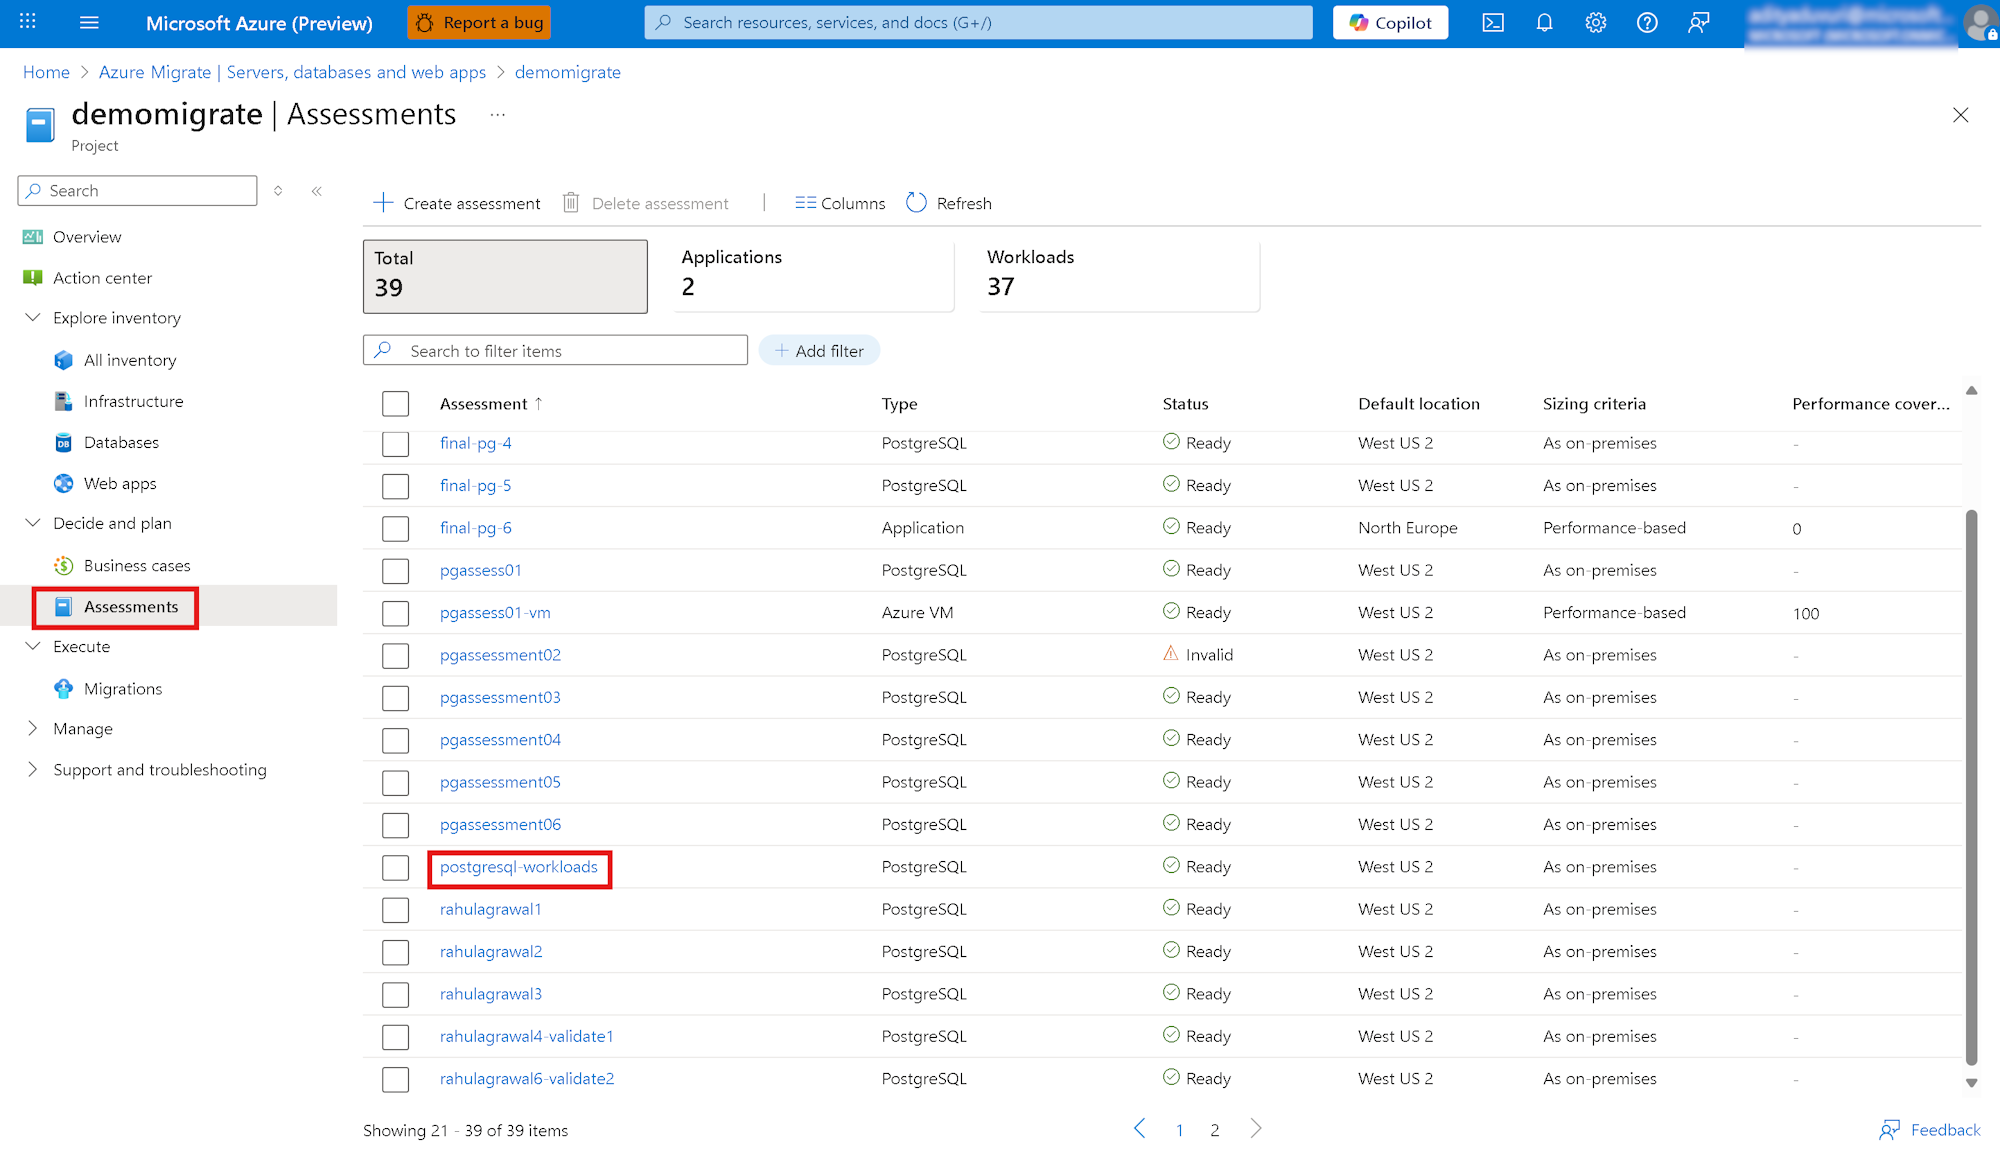 Microsoft Azure (Preview) Report a bug Search resources, services, and docs (G+/) Copilot
Home > Azure Migrate | Servers, databases and web apps > demomigrate
demomigrate | Assessments ...
Project
Search
Create assessment Delete assessment | Columns Refresh
Overview
Action center
Explore inventory
All inventory
Infrastructure
Databases
Web apps
Decide and plan
Business cases
Assessments
Execute
Migrations
Manage
Support and troubleshooting
Total
39
Applications
2
Workloads
37
Search to filter items Add filter
Assessment ↑ Type Status Default location Sizing criteria Performance cover...
final-pg-4 PostgreSQL Ready West US 2 As on-premises -
final-pg-5 PostgreSQL Ready West US 2 As on-premises -
final-pg-6 Application Ready North Europe Performance-based 0
pgassess01 PostgreSQL Ready West US 2 As on-premises -
pgassess01-vm Azure VM Ready West US 2 Performance-based 100
pgassessment02 PostgreSQL Invalid West US 2 As on-premises -
pgassessment03 PostgreSQL Ready West US 2 As on-premises -
pgassessment04 PostgreSQL Ready West US 2 As on-premises -
pgassessment05 PostgreSQL Ready West US 2 As on-premises -
pgassessment06 PostgreSQL Ready West US 2 As on-premises -
postgresql-workloads PostgreSQL Ready West US 2 As on-premises -
rahulagrawal1 PostgreSQL Ready West US 2 As on-premises -
rahulagrawal2 PostgreSQL Ready West US 2 As on-premises -
rahulagrawal3 PostgreSQL Ready West US 2 As on-premises -
rahulagrawal4-validate1 PostgreSQL Ready West US 2 As on-premises -
rahulagrawal6-validate2 PostgreSQL Ready West US 2 As on-premises -
Showing 21 - 39 of 39 items < 1 2 > Feedback